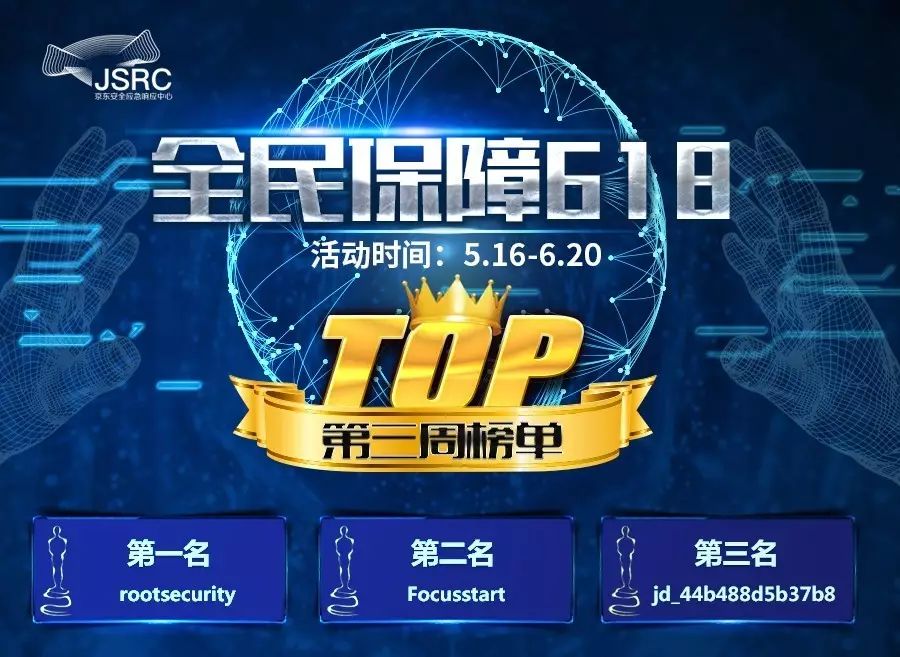 JSRC
京东安全应急响应中心
全民保障618
活动时间：5.16-6.20
TOP
第三周榜单
第一名
rootsecurity
第二名
Focusstart
第三名
jd_44b488d5b37b8